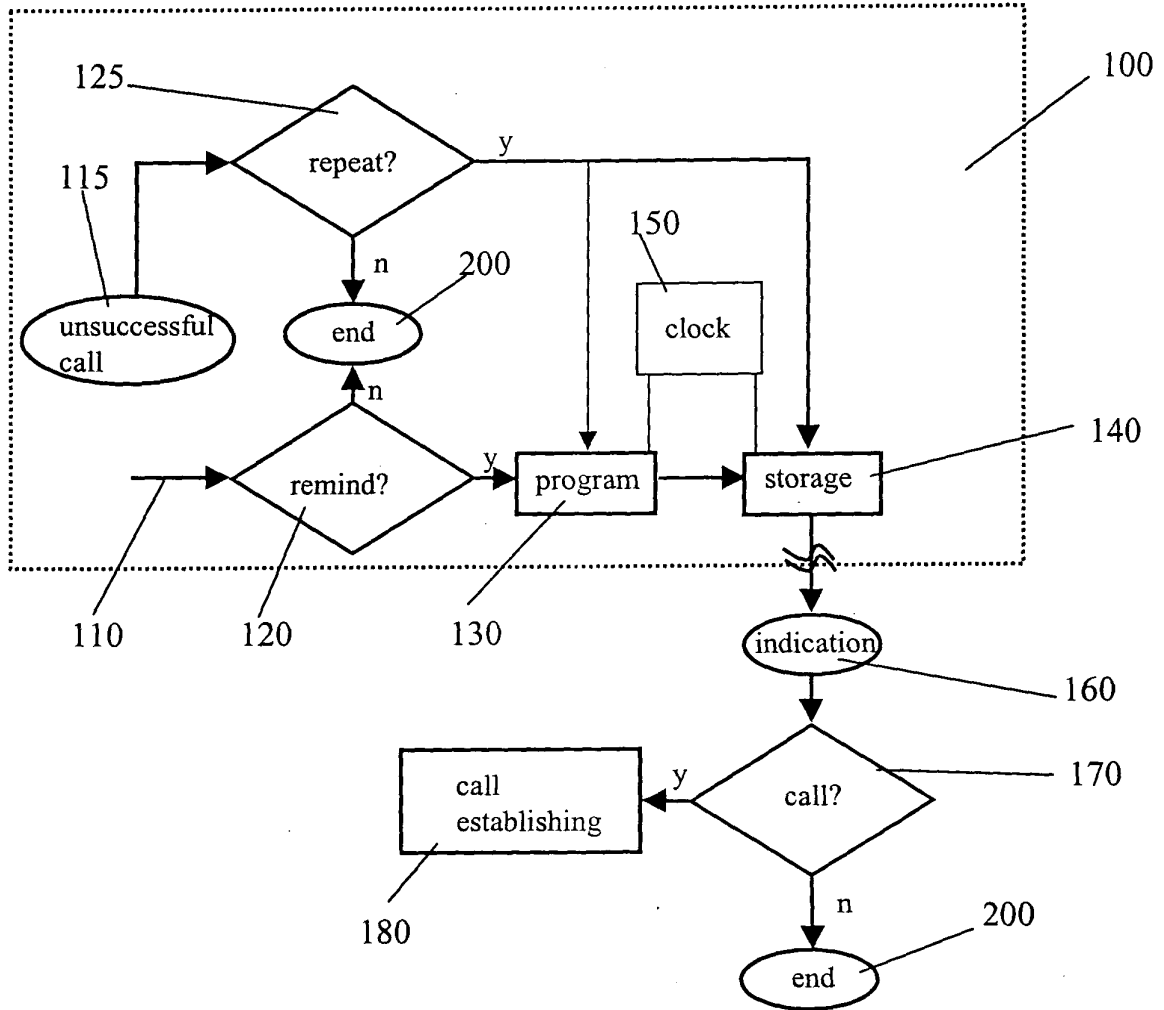 125
100
repeat?
y
115
150
n
200
unsuccessful
call
end
clock
n
140
remind?
y
program
storage
110
120
130
indication
160
call
establishing
y
call?
170
180
n
200
end